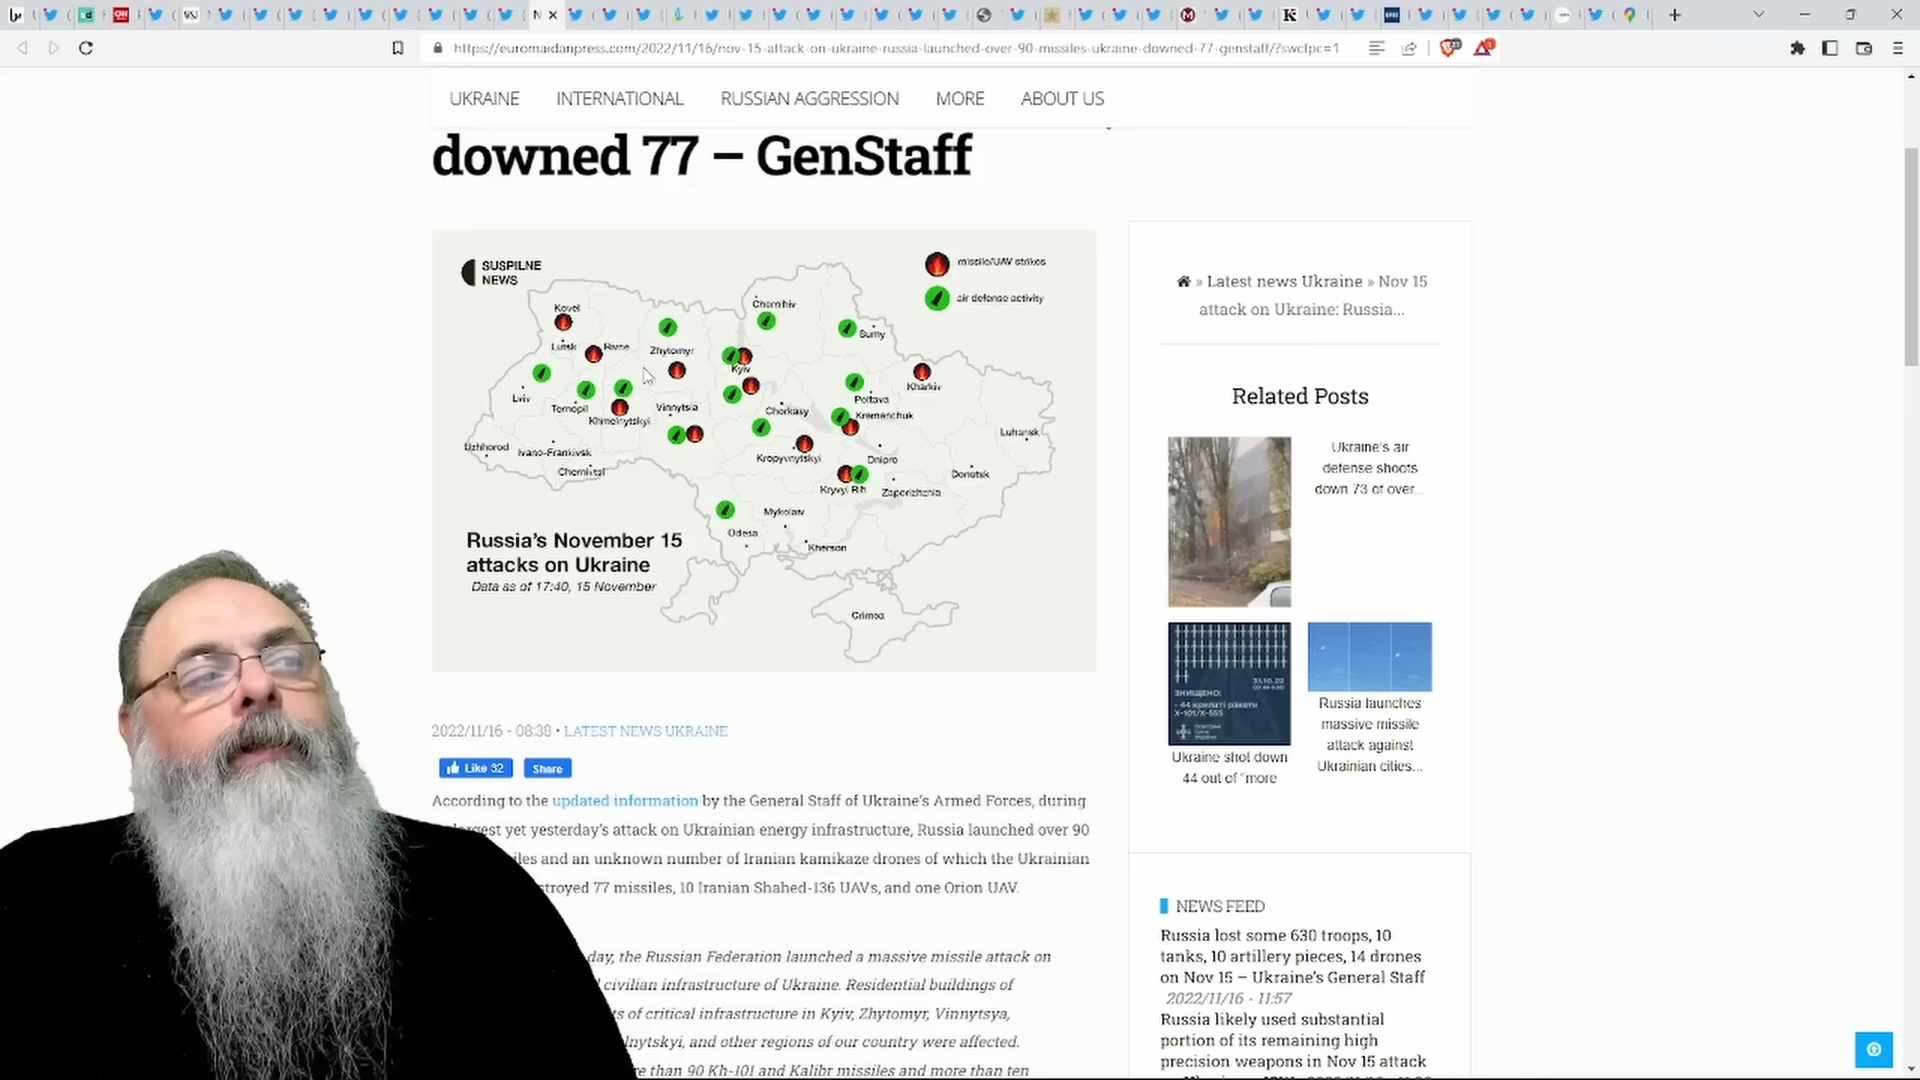 https://euromaidanpress.com/2022/11/16/nov-15-attack-on-ukraine-russia-launched-over-90-missiles-ukraine-downed-77-genstaff/?swcfpc=1
UKRAINE INTERNATIONAL RUSSIAN AGGRESSION MORE ABOUT US
downed 77 – GenStaff
SUSPILNE
NEWS
missile/UAV strikes
air defense activity
Kovel
Chernihiv
Lutsk
Rivne
Zhytomyr
Sumy
Kyiv
Kharkiv
Lviv
Ternopil
Khmelnytskyi
Vinnytsia
Cherkasy
Poltava
Kremenchuk
Luhansk
Uzhhorod
Ivano-Frankivsk
Chernivtsi
Kropyvnytskyi
Dnipro
Donetsk
Kryvyi Rih
Zaporizhzhia
Mykolaiv
Odesa
Kherson
Crimea
Russia's November 15
attacks on Ukraine
Data as of 17:40, 15 November
2022/11/16 - 08:38 • LATEST NEWS UKRAINE
Like 32 Share
According to the updated information by the General Staff of Ukraine's Armed Forces, during
yet yesterday's attack on Ukrainian energy infrastructure, Russia launched over 90
and an unknown number of Iranian kamikaze drones of which the Ukrainian
77 missiles, 10 Iranian Shahed-136 UAVs, and one Orion UAV.
day, the Russian Federation launched a massive missile attack on
civilian infrastructure of Ukraine. Residential buildings of
of critical infrastructure in Kyiv, Zhytomyr, Vinnytsya,
and other regions of our country were affected.
than 90 Kh-101 and Kalibr missiles and more than ten
» Latest news Ukraine » Nov 15
attack on Ukraine: Russia...
Related Posts
Ukraine's air
defense shoots
down 73 of over...
31.10.22
ЗНИЩЕНО:
- 44 крилаті ракети
Х-101/Х-555
Ukraine shot down
44 out of "more
Russia launches
massive missile
attack against
Ukrainian cities...
NEWS FEED
Russia lost some 630 troops, 10
tanks, 10 artillery pieces, 14 drones
on Nov 15 – Ukraine's General Staff
2022/11/16 - 11:57
Russia likely used substantial
portion of its remaining high
precision weapons in Nov 15 attack